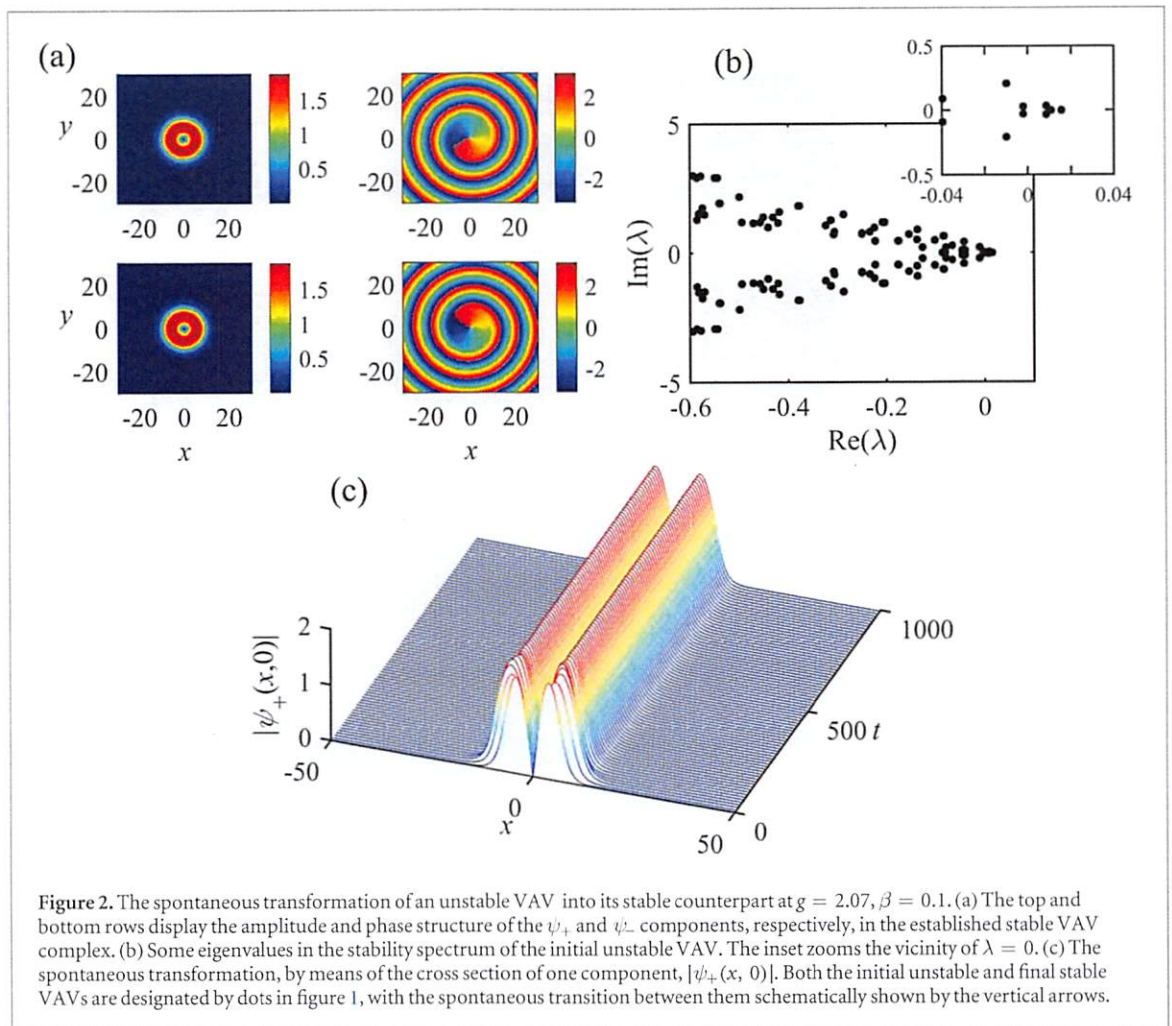 (a)
20
y 0
-20
-20 0 20
1.5
1
0.5
20
0
-20
-20 0 20
2
0
-2
20
y 0
-20
-20 0 20
x
1.5
1
0.5
20
0
-20
-20 0 20
x
2
0
-2
(b)
0.5
0
-0.5
-0.04 0 0.04
5
0
-5
Im(λ)
-0.6 -0.4 -0.2 0
Re(λ)
(c)
2
1
0
|ψ+(x,0)|
-50
0
x
50
0
500 t
1000
Figure 2. The spontaneous transformation of an unstable VAV into its stable counterpart at g = 2.07, β = 0.1. (a) The top and
bottom rows display the amplitude and phase structure of the ψ+ and ψ− components, respectively, in the established stable VAV
complex. (b) Some eigenvalues in the stability spectrum of the initial unstable VAV. The inset zooms the vicinity of λ = 0. (c) The
spontaneous transformation, by means of the cross section of one component, |ψ+(x, 0)|. Both the initial unstable and final stable
VAVs are designated by dots in figure 1, with the spontaneous transition between them schematically shown by the vertical arrows.